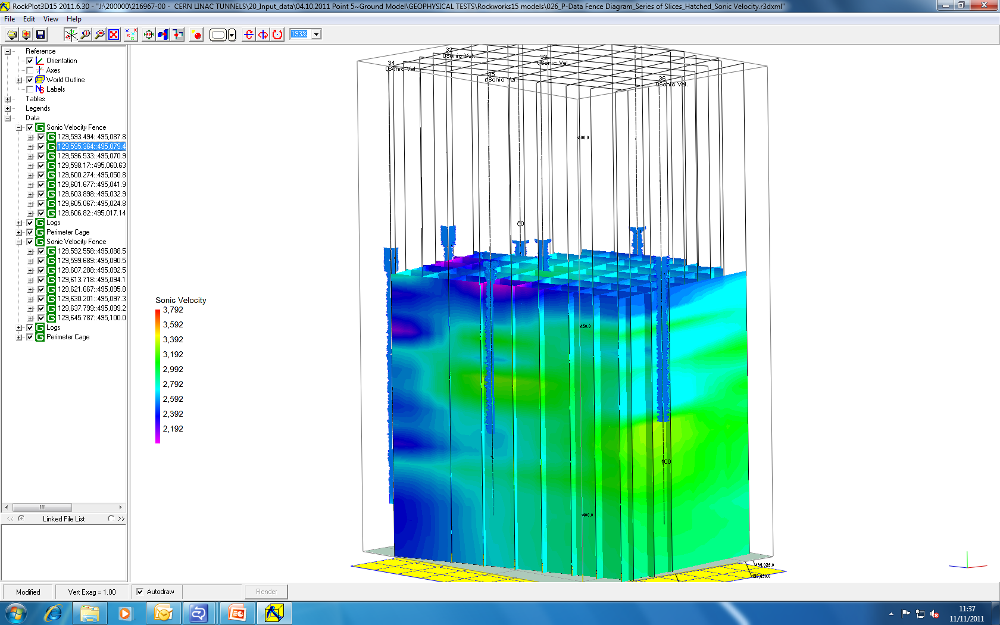 RockPlot3D15 2011.6.30 - "J:\200000\216967-00 - CERN LINAC TUNNELS\20_Input_data\04.10.2011 Point 5~Ground Model\GEOPHYSICAL TESTS\Rockworks15 models\026_P-Data Fence Diagram_Series of Slices_Hatched_Sonic Velocity.r3dxml"
File Edit View Help
193%
Reference
Orientation
Axes
World Outline
Labels
Tables
Legends
Data
Sonic Velocity Fence
129,593.494::495,087.8
129,595.364::495,079.4
129,596.533::495,070.9
129,598.17::495,060.63
129,600.274::495,050.8
129,601.677::495,041.9
129,603.898::495,032.9
129,605.067::495,024.8
129,606.82::495,017.14
Logs
Perimeter Cage
Sonic Velocity Fence
129,592.558::495,088.5
129,599.689::495,090.5
129,607.288::495,092.5
129,613.718::495,094.1
129,621.667::495,095.8
129,630.201::495,097.3
129,637.799::495,099.2
129,645.787::495,100.0
Logs
Perimeter Cage
<< Linked File List >>
32
Sonic Vel.
33
Sonic Vel.
34
Sonic Vel.
35
Sonic Vel.
36
Sonic Vel.
500.0
50
450.0
100
400.0
495,025.0
129,650.0
Sonic Velocity
3,792
3,592
3,392
3,192
2,992
2,792
2,592
2,392
2,192
Modified Vert Exag = 1.00 Autodraw Render
11:37
11/11/2011